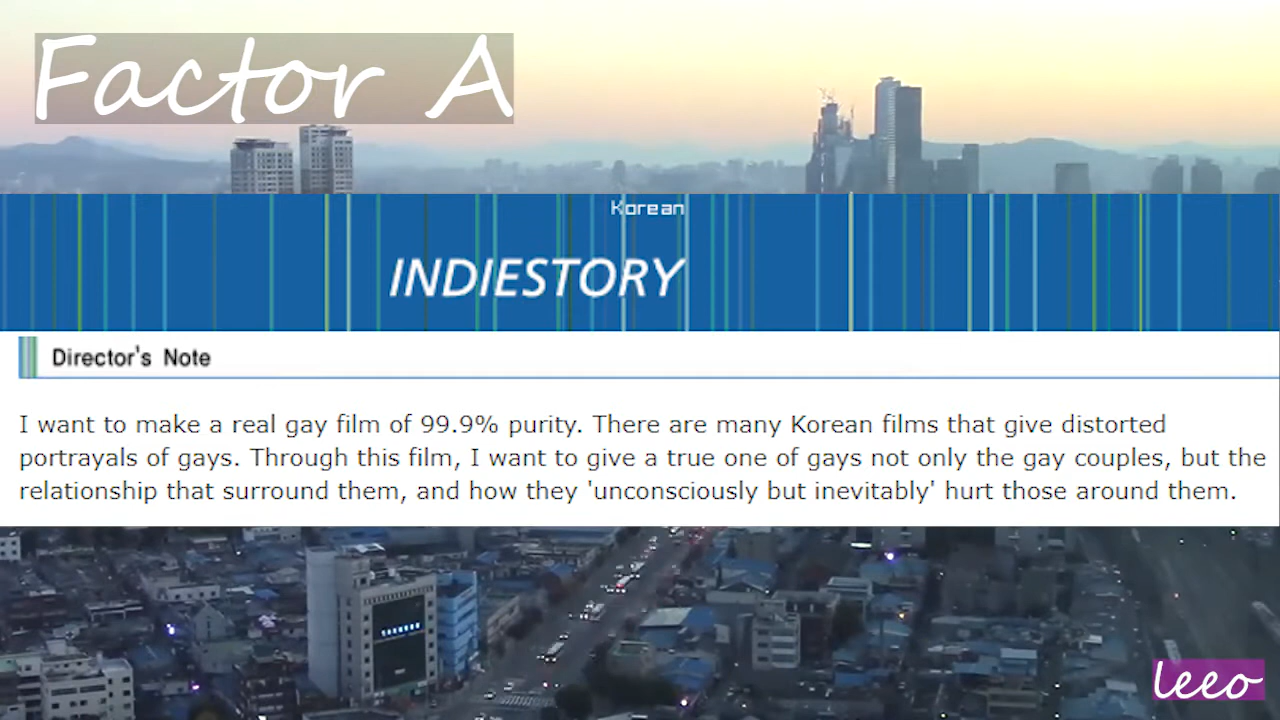 Factor A
Korean
INDIESTORY
Director's Note
I want to make a real gay film of 99.9% purity. There are many Korean films that give distorted
portrayals of gays. Through this film, I want to give a true one of gays not only the gay couples, but the
relationship that surround them, and how they 'unconsciously but inevitably' hurt those around them.
leeo